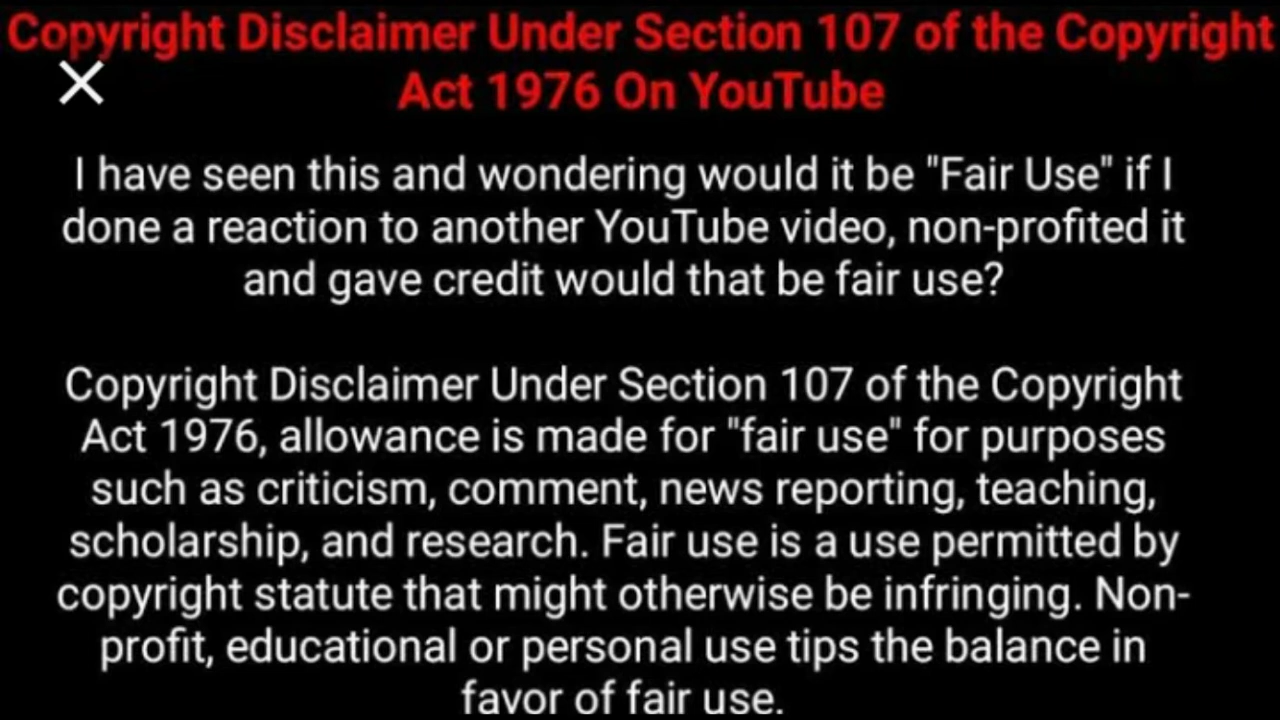 Copyright Disclaimer Under Section 107 of the Copyright
Act 1976 On YouTube
I have seen this and wondering would it be "Fair Use" if I
done a reaction to another YouTube video, non-profited it
and gave credit would that be fair use?
Copyright Disclaimer Under Section 107 of the Copyright
Act 1976, allowance is made for "fair use" for purposes
such as criticism, comment, news reporting, teaching,
scholarship, and research. Fair use is a use permitted by
copyright statute that might otherwise be infringing. Non-
profit, educational or personal use tips the balance in
favor of fair use.